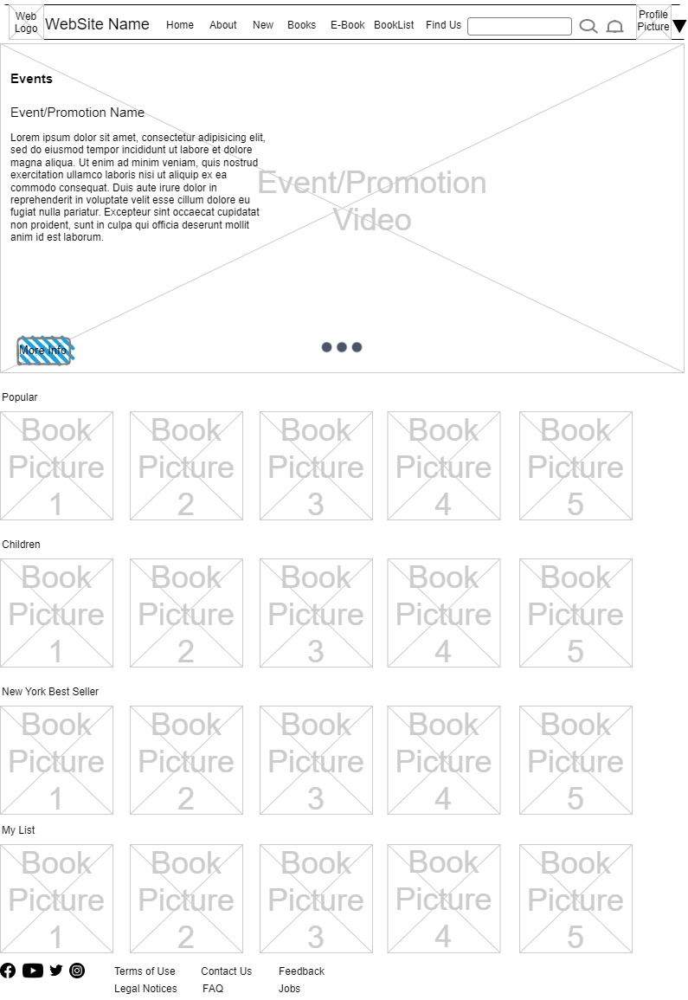 Web
Logo
WebSite Name
Home
About
New
Books
E-Book
BookList
Find Us
Profile
Picture
Events
Event/Promotion Name
Lorem ipsum dolor sit amet, consectetur adipisicing elit,
sed do eiusmod tempor incididunt ut labore et dolore
magna aliqua. Ut enim ad minim veniam, quis nostrud
exercitation ullamco laboris nisi ut aliquip ex ea
commodo consequat. Duis aute irure dolor in
reprehenderit in voluptate velit esse cillum dolore eu
fugiat nulla pariatur. Excepteur sint occaecat cupidatat
non proident, sunt in culpa qui officia deserunt mollit
anim id est laborum.
Event/Promotion
Video
More Info
Popular
Book
Picture
1
Book
Picture
2
Book
Picture
3
Book
Picture
4
Book
Picture
5
Children
Book
Picture
1
Book
Picture
2
Book
Picture
3
Book
Picture
4
Book
Picture
5
New York Best Seller
Book
Picture
1
Book
Picture
2
Book
Picture
3
Book
Picture
4
Book
Picture
5
My List
Book
Picture
1
Book
Picture
2
Book
Picture
3
Book
Picture
4
Book
Picture
5
Terms of Use
Contact Us
Feedback
Legal Notices
FAQ
Jobs